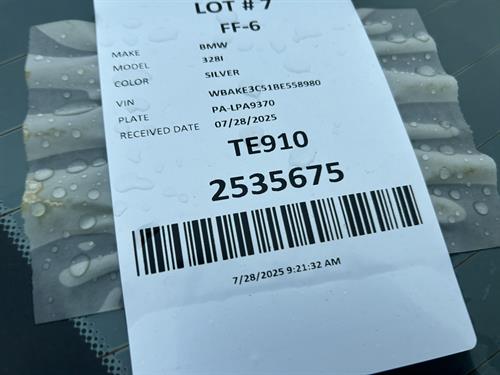 LOT # 7
FF-6
MAKE BMW
MODEL 328I
COLOR SILVER
VIN WBAKE3C51BE558980
PLATE PA-LPA9370
RECEIVED DATE 07/28/2025
TE910
2535675
7/28/2025 9:21:32 AM